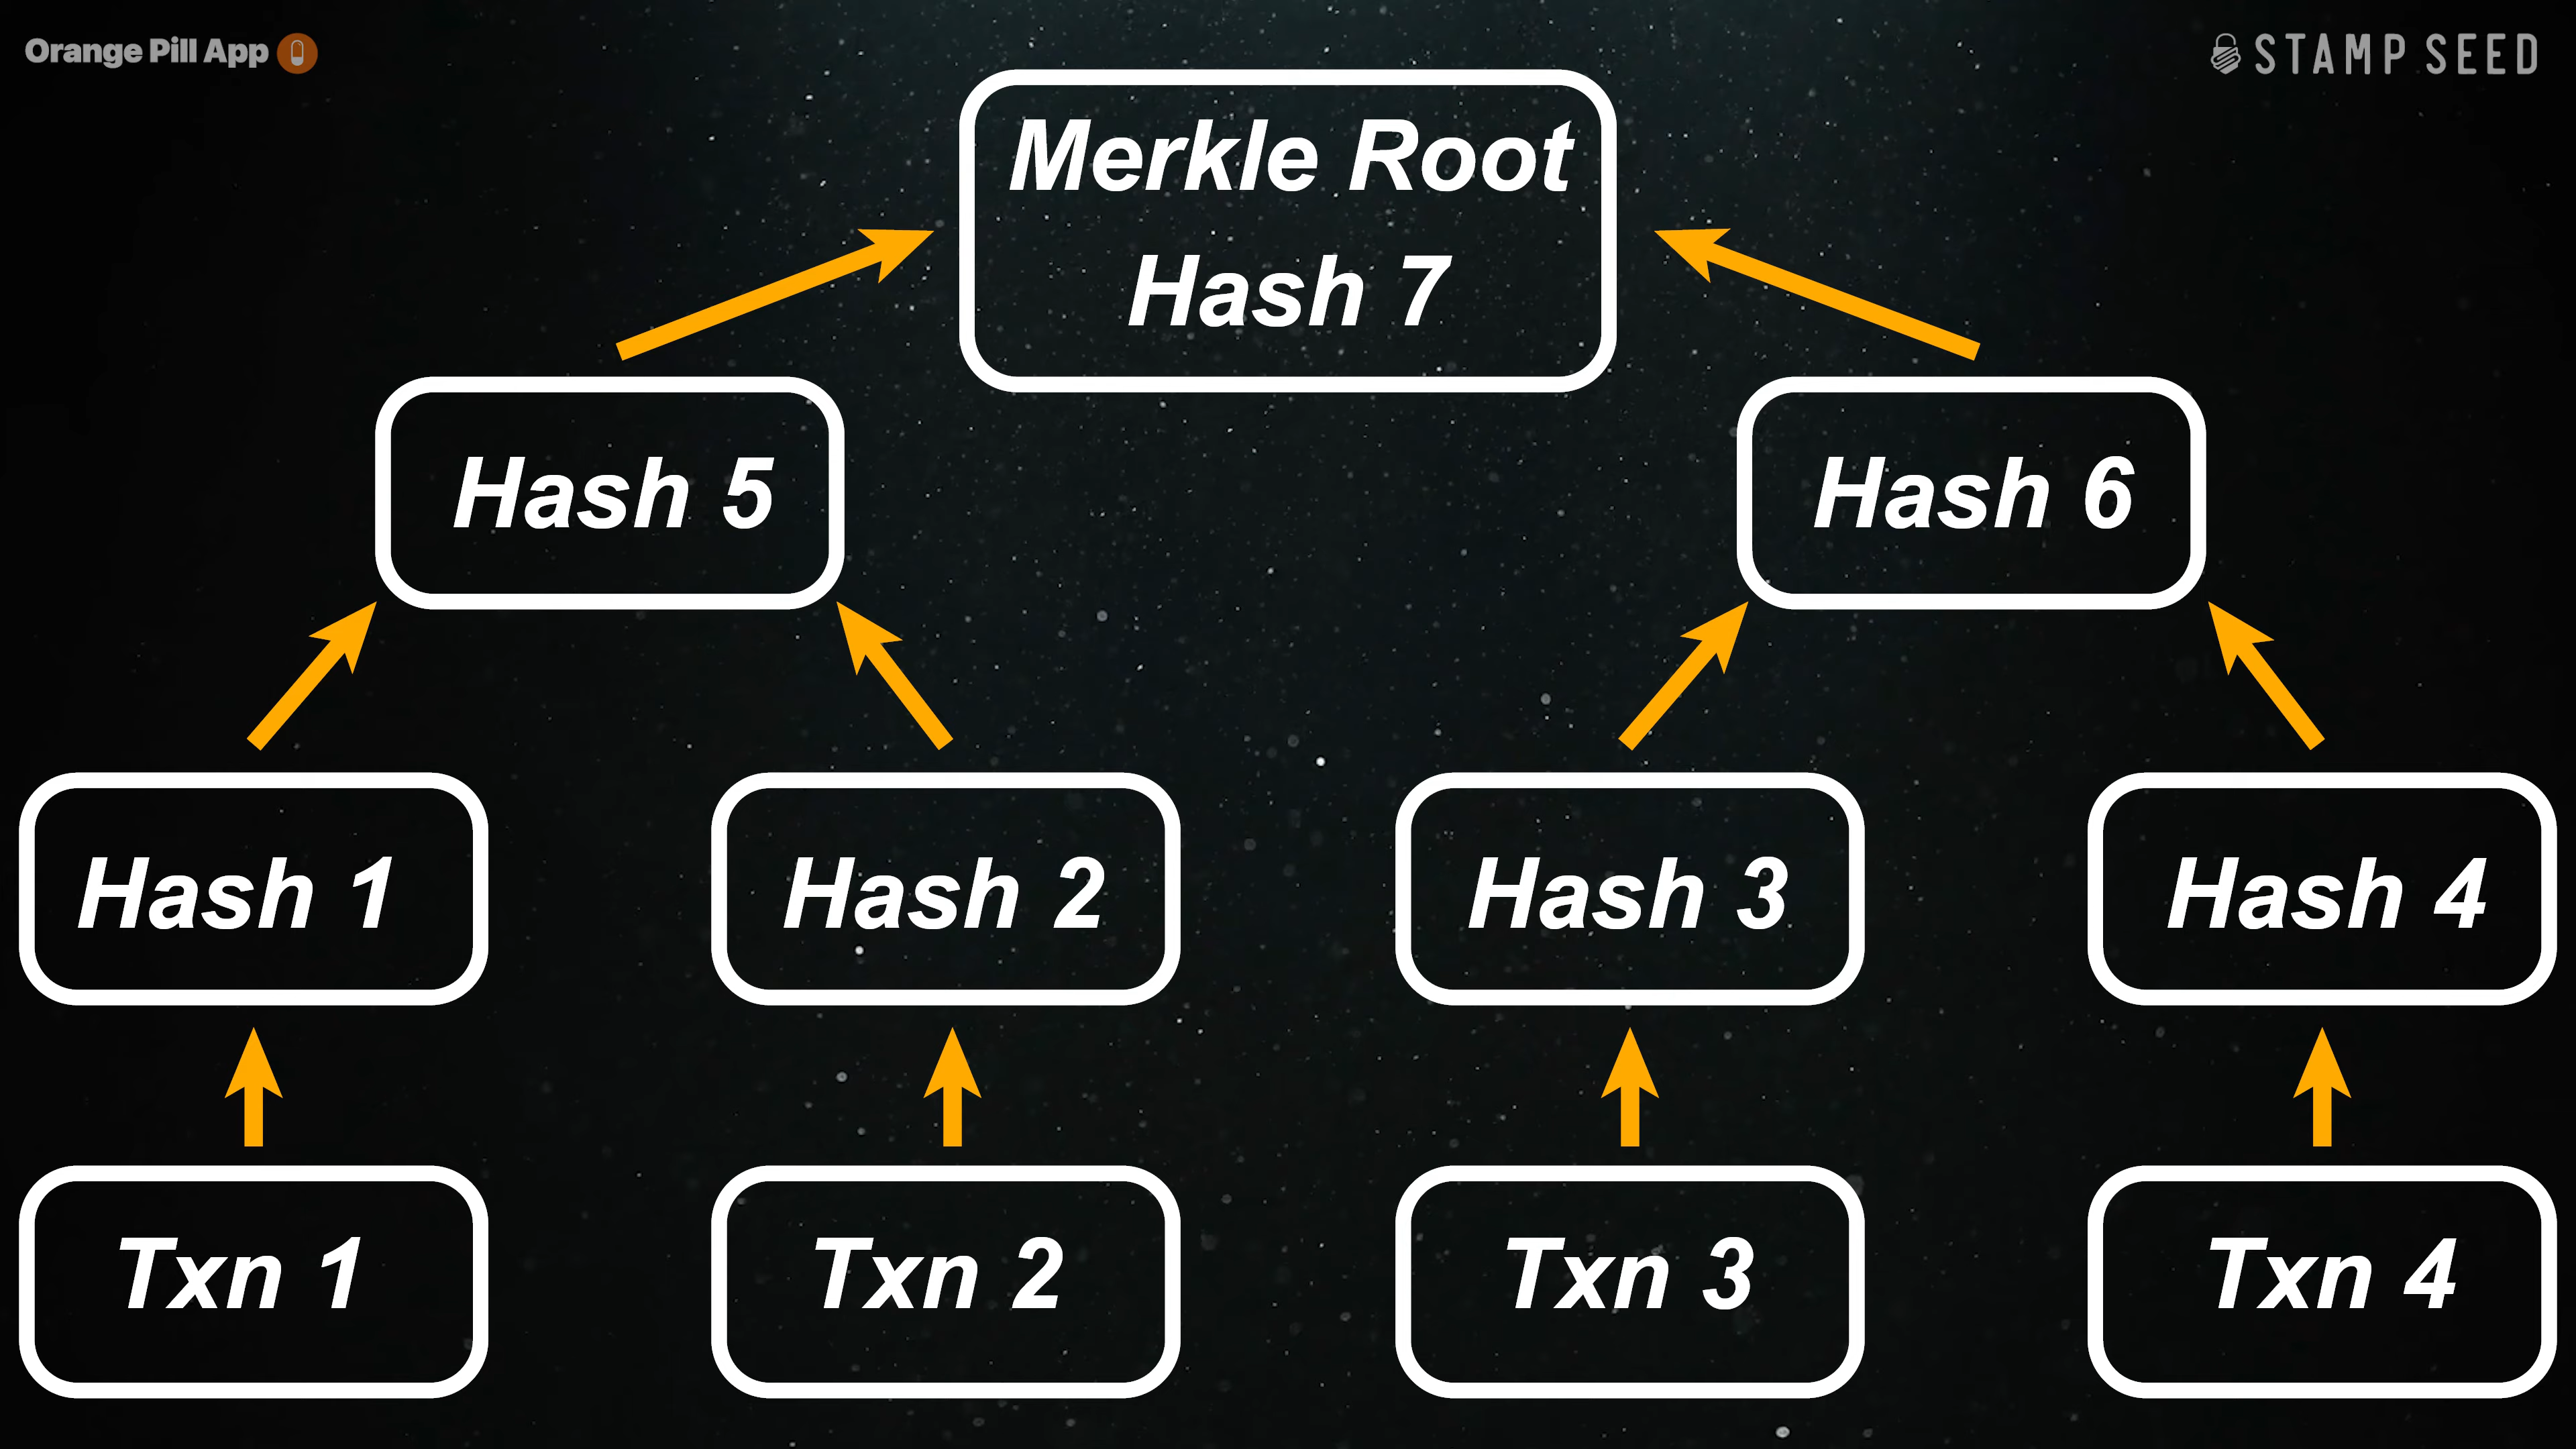 Orange Pill App
STAMP SEED
Merkle Root
Hash 7
Hash 5
Hash 6
Hash 1
Hash 2
Hash 3
Hash 4
Txn 1
Txn 2
Txn 3
Txn 4